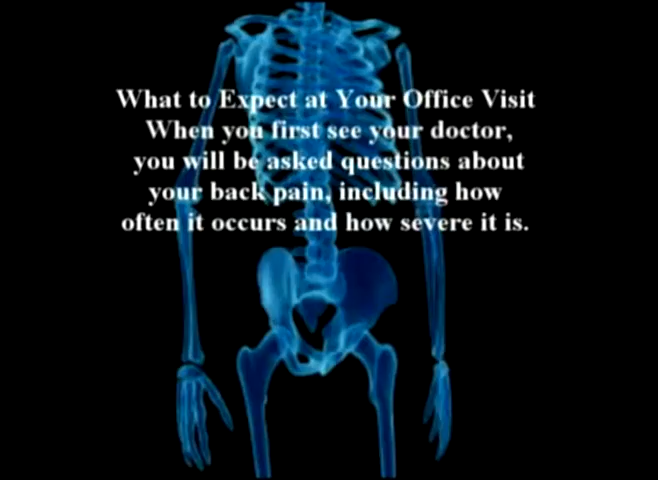 What to Expect at Your Office Visit
When you first see your doctor,
you will be asked questions about
your back pain, including how
often it occurs and how severe it is.